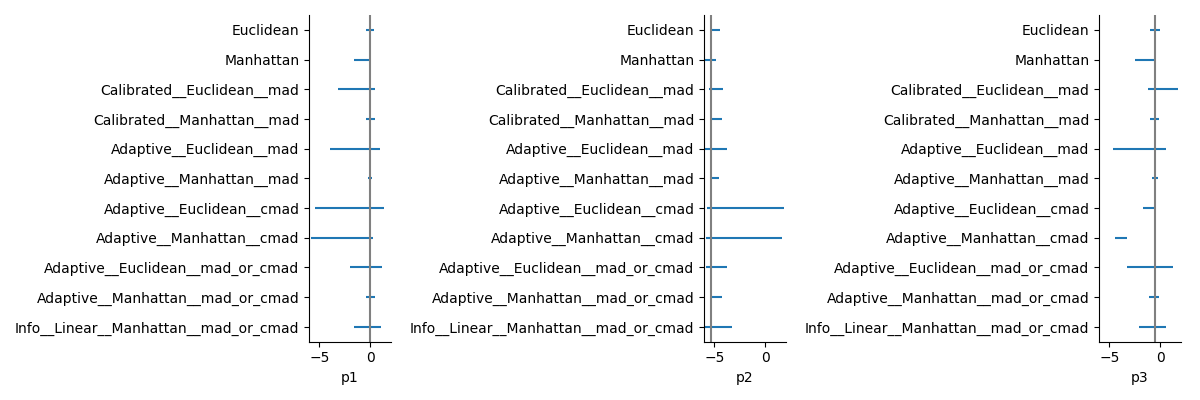 Euclidean
Manhattan
Calibrated__Euclidean__mad
Calibrated__Manhattan__mad
Adaptive__Euclidean__mad
Adaptive__Manhattan__mad
Adaptive__Euclidean__cmad
Adaptive__Manhattan__cmad
Adaptive__Euclidean__mad_or_cmad
Adaptive__Manhattan__mad_or_cmad
Info__Linear__Manhattan__mad_or_cmad
−5 0
p1
Euclidean
Manhattan
Calibrated__Euclidean__mad
Calibrated__Manhattan__mad
Adaptive__Euclidean__mad
Adaptive__Manhattan__mad
Adaptive__Euclidean__cmad
Adaptive__Manhattan__cmad
Adaptive__Euclidean__mad_or_cmad
Adaptive__Manhattan__mad_or_cmad
Info__Linear__Manhattan__mad_or_cmad
−5 0
p2
Euclidean
Manhattan
Calibrated__Euclidean__mad
Calibrated__Manhattan__mad
Adaptive__Euclidean__mad
Adaptive__Manhattan__mad
Adaptive__Euclidean__cmad
Adaptive__Manhattan__cmad
Adaptive__Euclidean__mad_or_cmad
Adaptive__Manhattan__mad_or_cmad
Info__Linear__Manhattan__mad_or_cmad
−5 0
p3